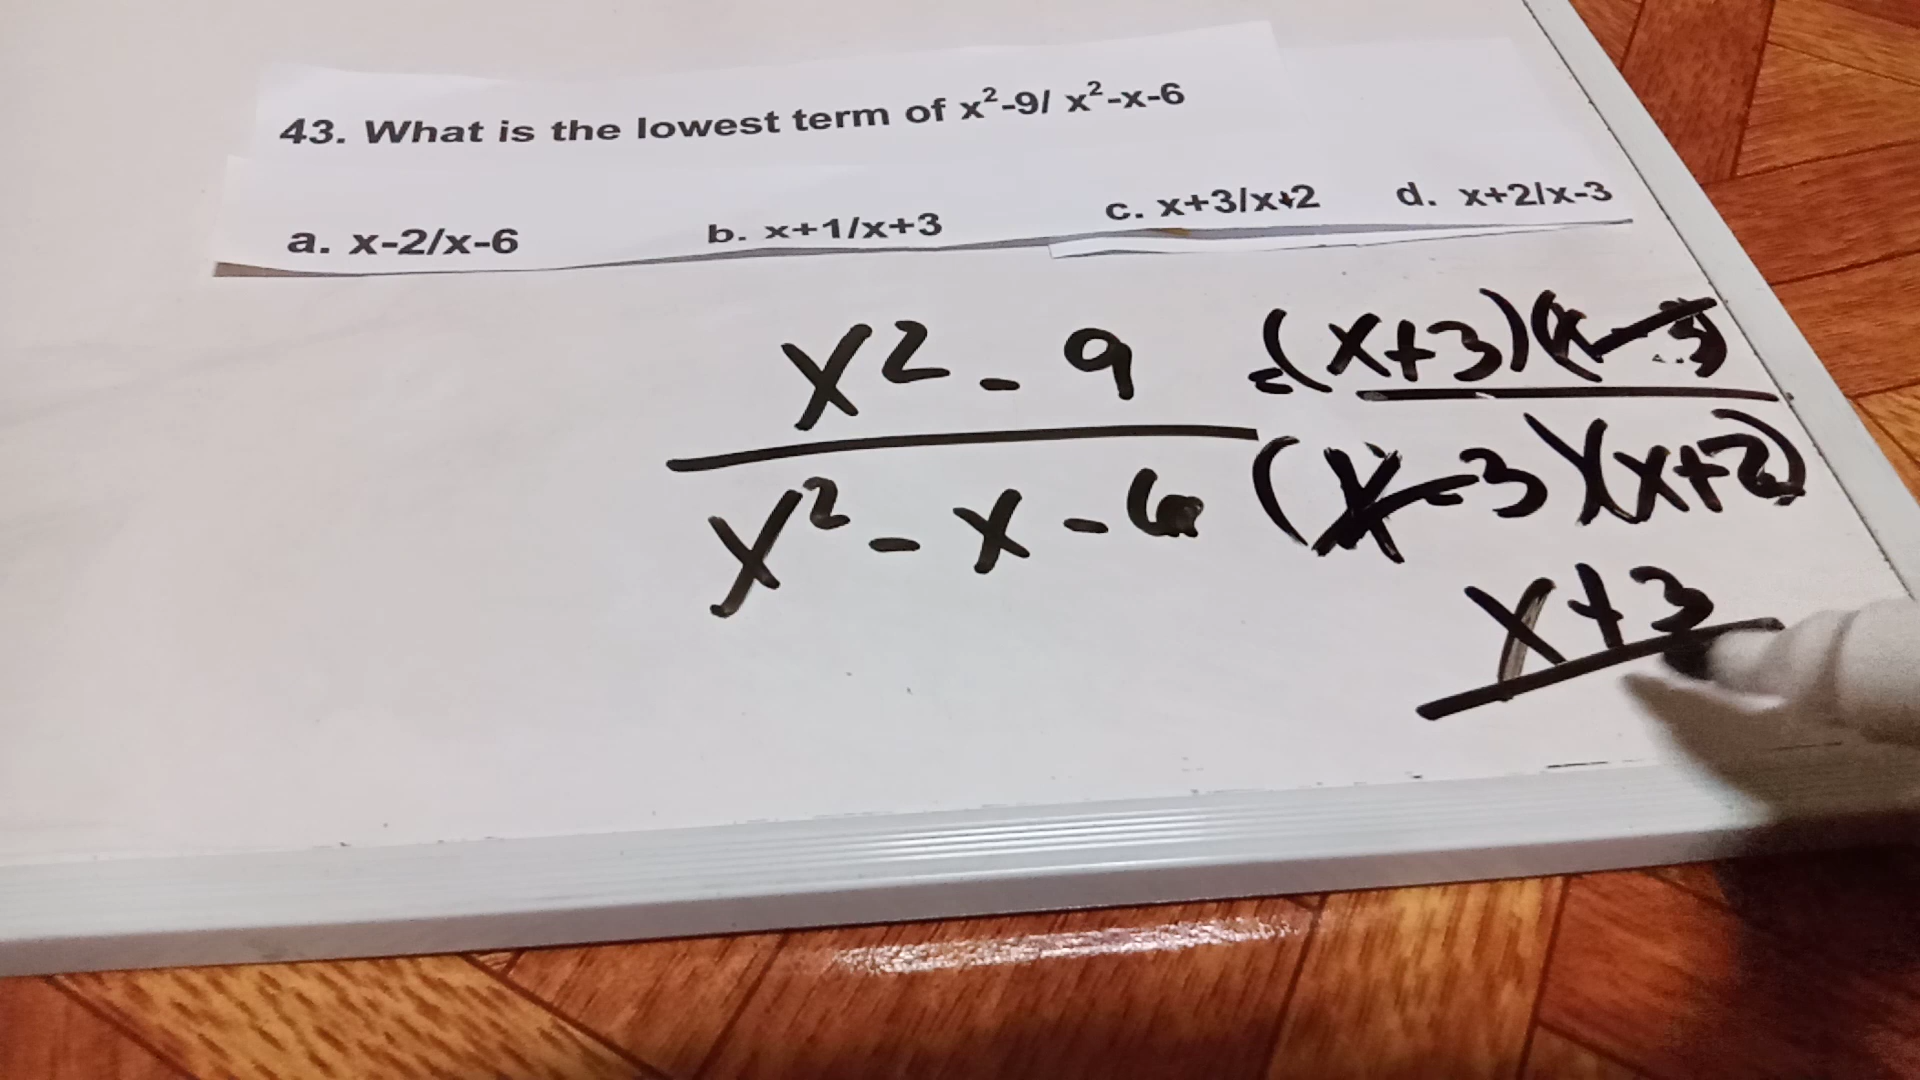 43. What is the lowest term of x²-9/ x²-x-6
a. x-2/x-6 b. x+1/x+3 c. x+3/x+2 d. x+2/x-3
x² - 9 =(x+3)(x-3)
x² - x - 6 (x-3)(x+2)
x+3